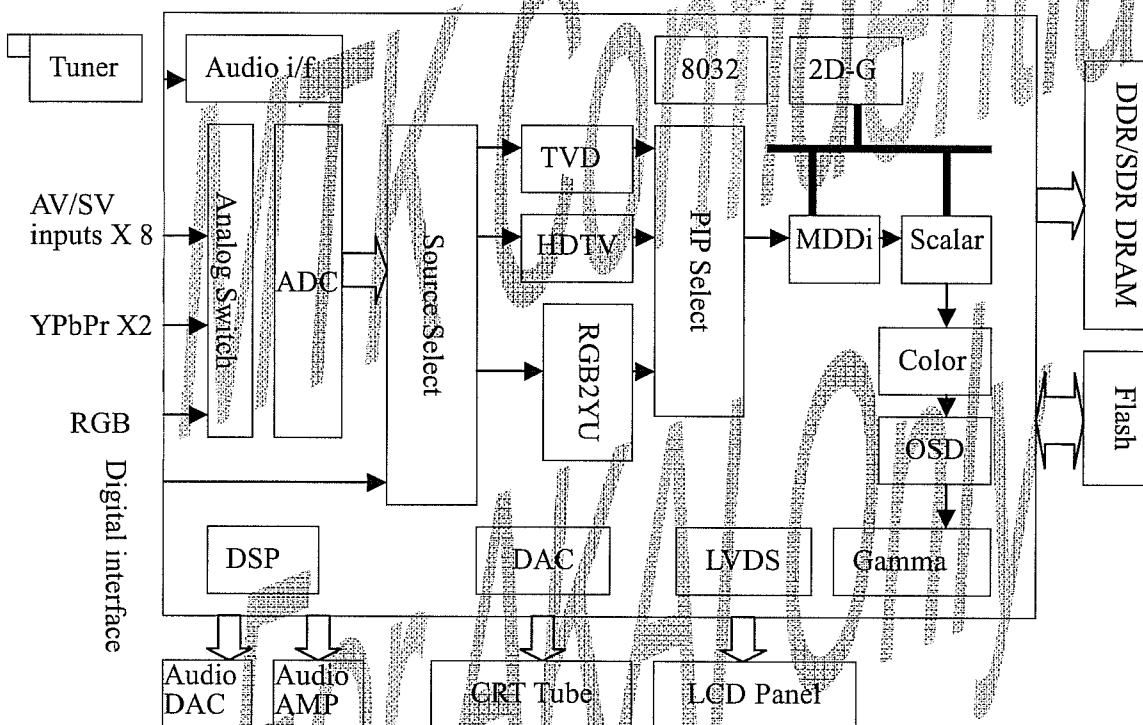 Tuner
Audio i/f
8032
2D-G
DDR/SDR DRAM
AV/SV
inputs X 8
Analog Switch
ADC
Source Select
TVD
HDTV
PIP Select
MDDi
Scalar
YPbPr X2
RGB2YU
Color
RGB
OSD
Flash
Digital interface
DSP
DAC
LVDS
Gamma
Audio
DAC
Audio
AMP
CRT Tube
LCD Panel